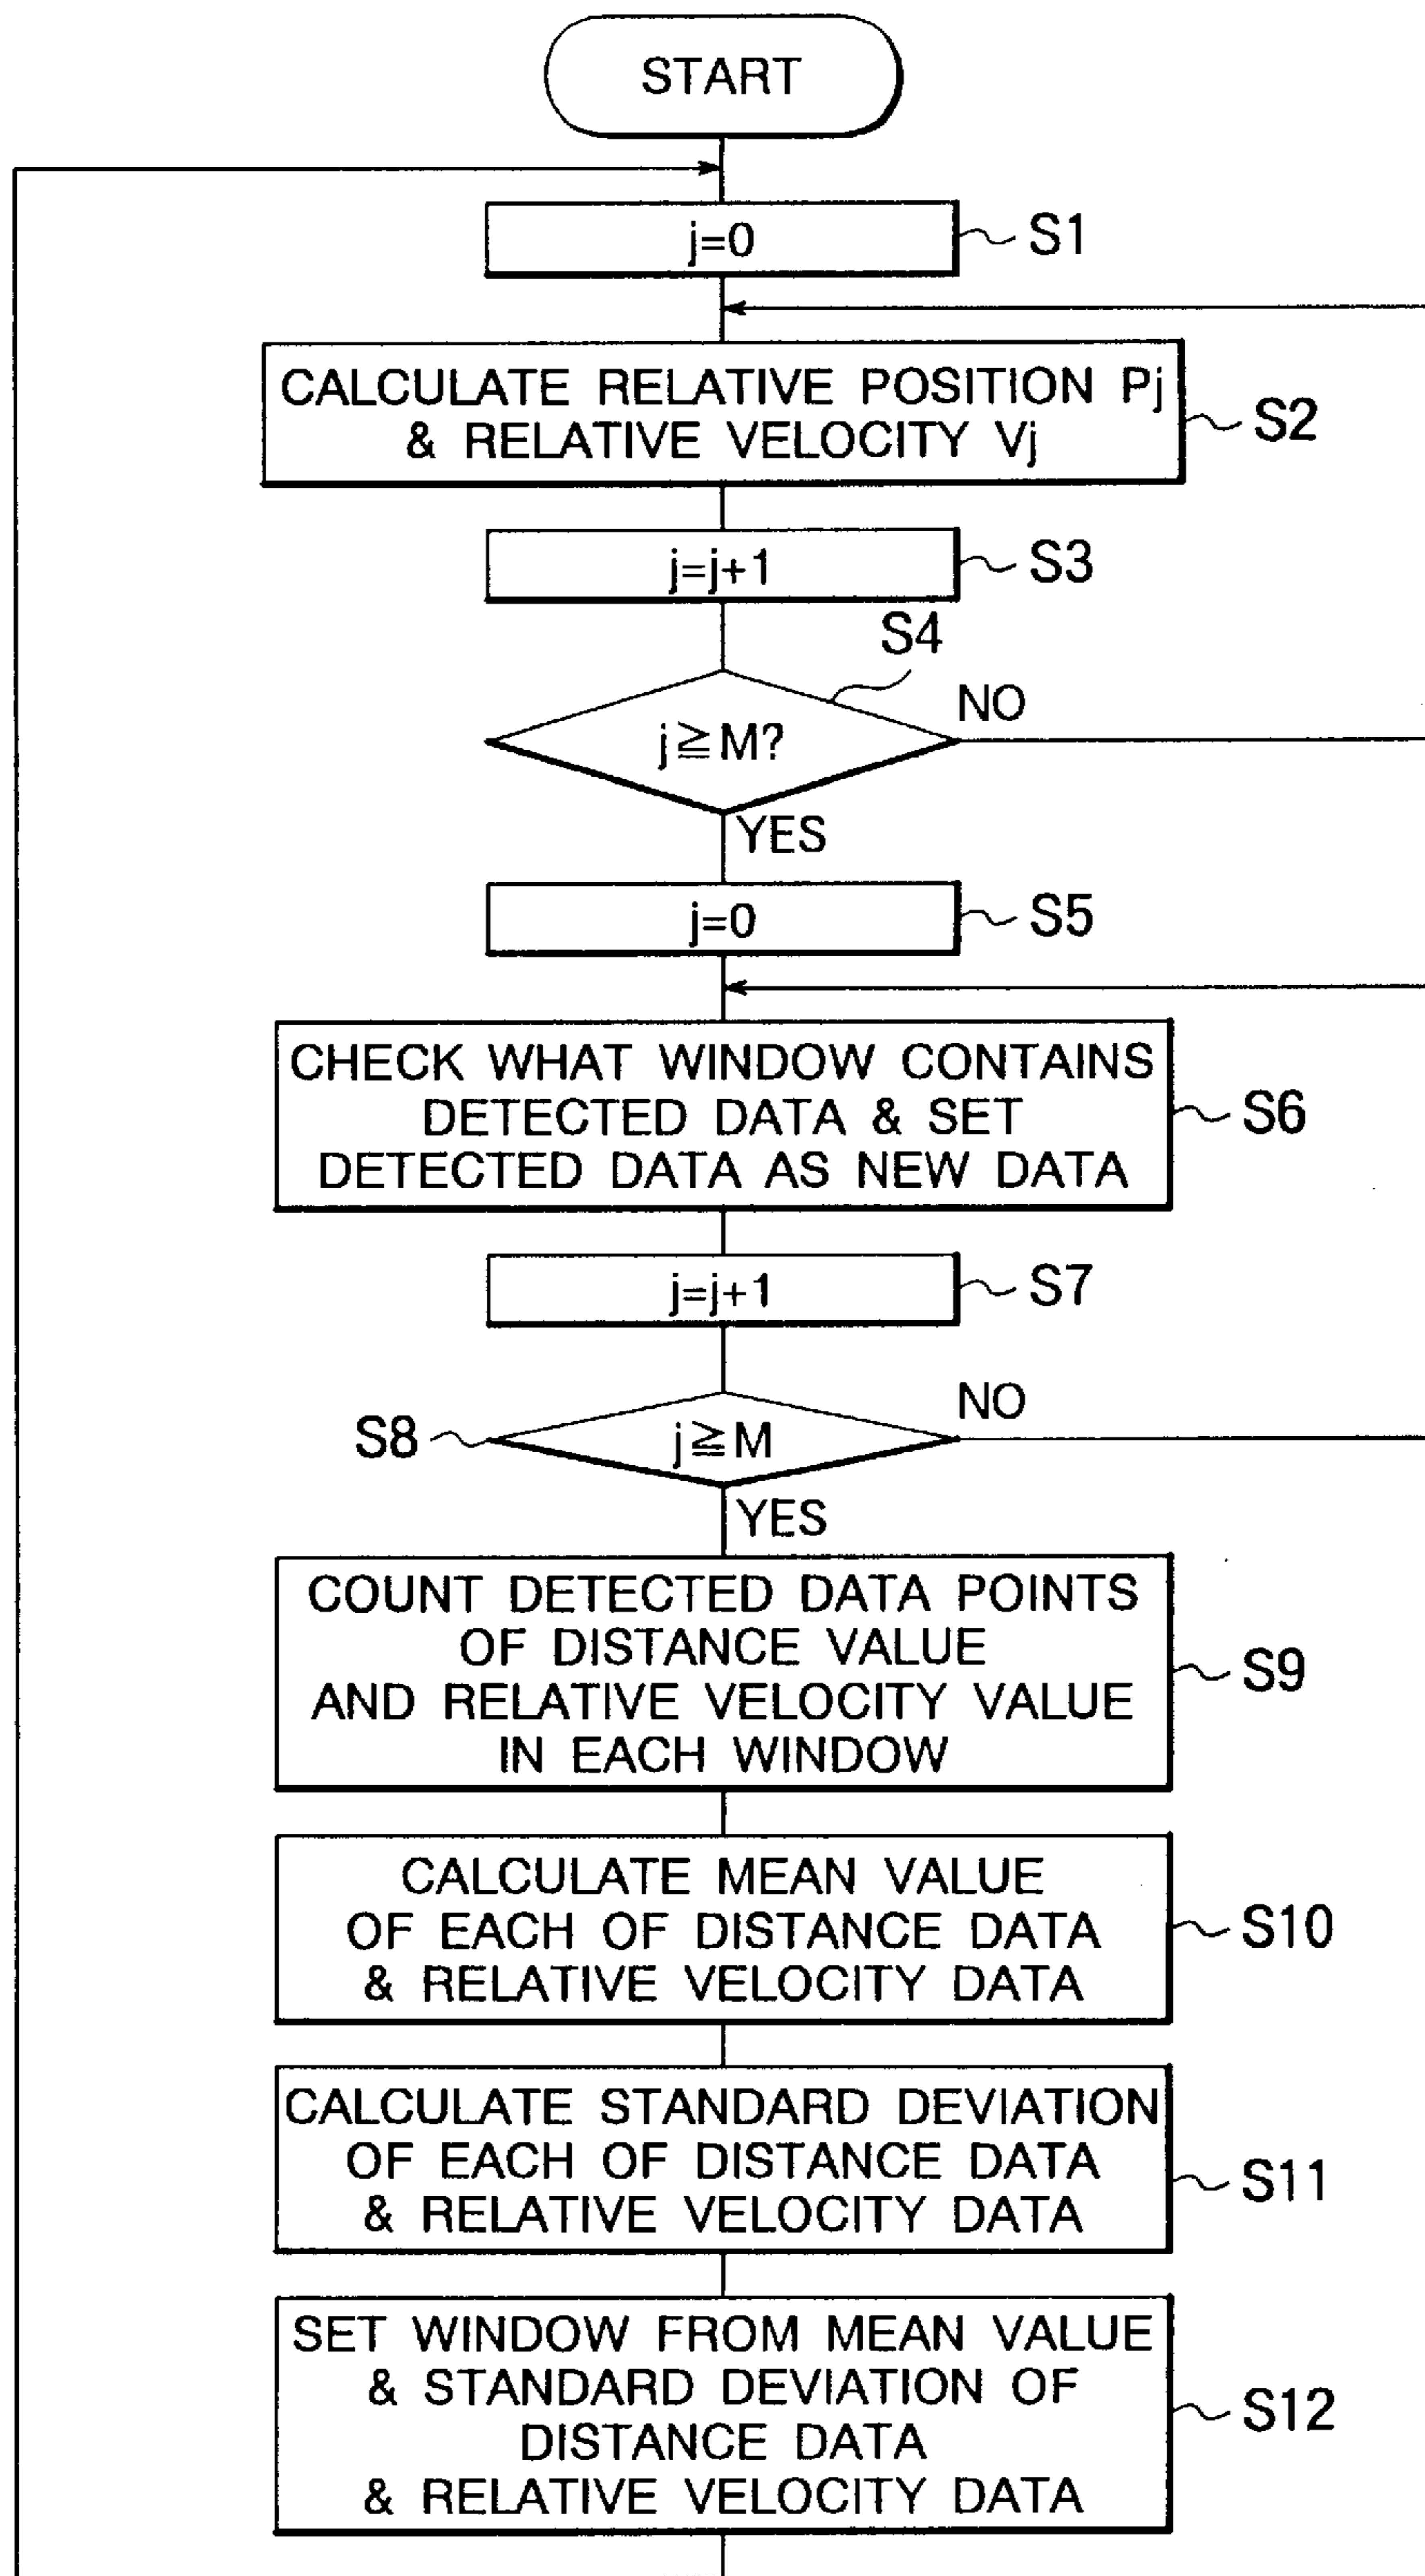 START
j=0
S1
CALCULATE RELATIVE POSITION Pj
& RELATIVE VELOCITY Vj
S2
j=j+1
S3
S4
j≧M?
NO
YES
j=0
S5
CHECK WHAT WINDOW CONTAINS
DETECTED DATA & SET
DETECTED DATA AS NEW DATA
S6
j=j+1
S7
S8
j≧M
NO
YES
COUNT DETECTED DATA POINTS
OF DISTANCE VALUE
AND RELATIVE VELOCITY VALUE
IN EACH WINDOW
S9
CALCULATE MEAN VALUE
OF EACH OF DISTANCE DATA
& RELATIVE VELOCITY DATA
S10
CALCULATE STANDARD DEVIATION
OF EACH OF DISTANCE DATA
& RELATIVE VELOCITY DATA
S11
SET WINDOW FROM MEAN VALUE
& STANDARD DEVIATION OF
DISTANCE DATA
& RELATIVE VELOCITY DATA
S12